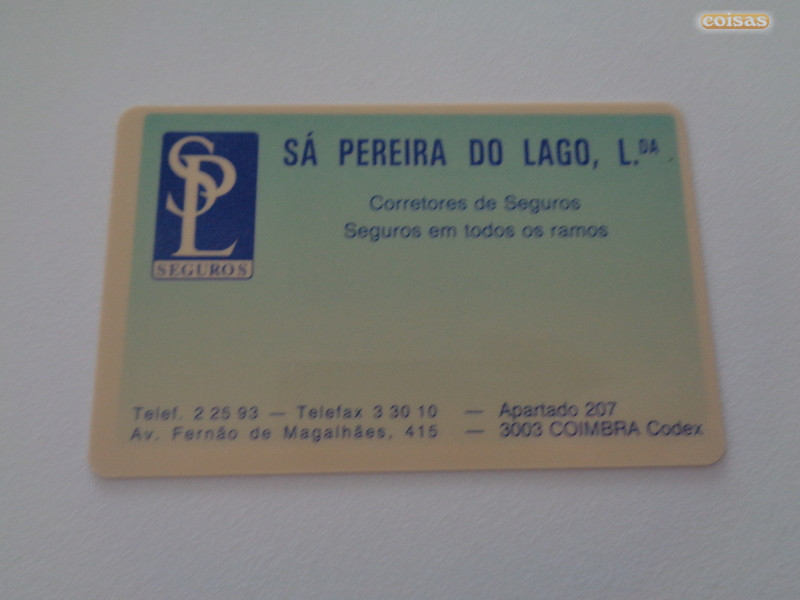 coisas
SPL
SEGUROS
SÁ PEREIRA DO LAGO, L.DA
Corretores de Seguros
Seguros em todos os ramos
Telef. 2 25 93 — Telefax 3 30 10 — Apartado 207
Av. Fernão de Magalhães, 415 — 3003 COIMBRA Codex